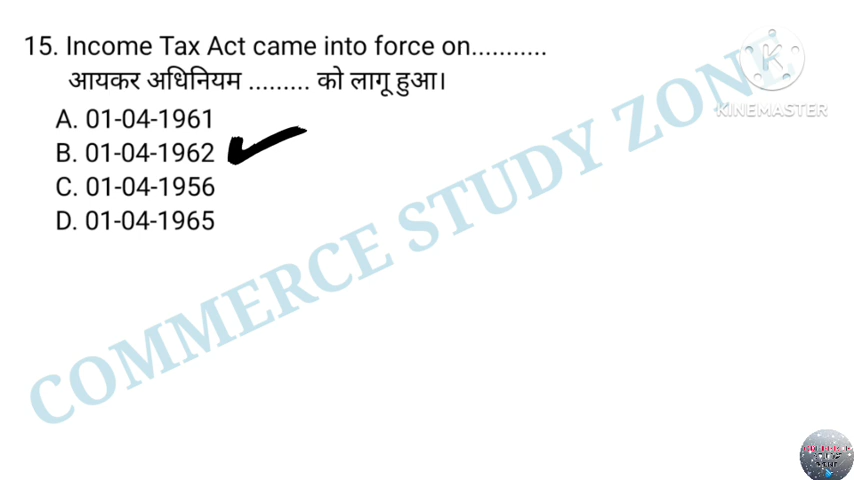 15. Income Tax Act came into force on...........
आयकर अधिनियम ......... को लागू हुआ।
A. 01-04-1961
B. 01-04-1962
C. 01-04-1956
D. 01-04-1965
COMMERCE STUDY ZONE
K
KINEMASTER